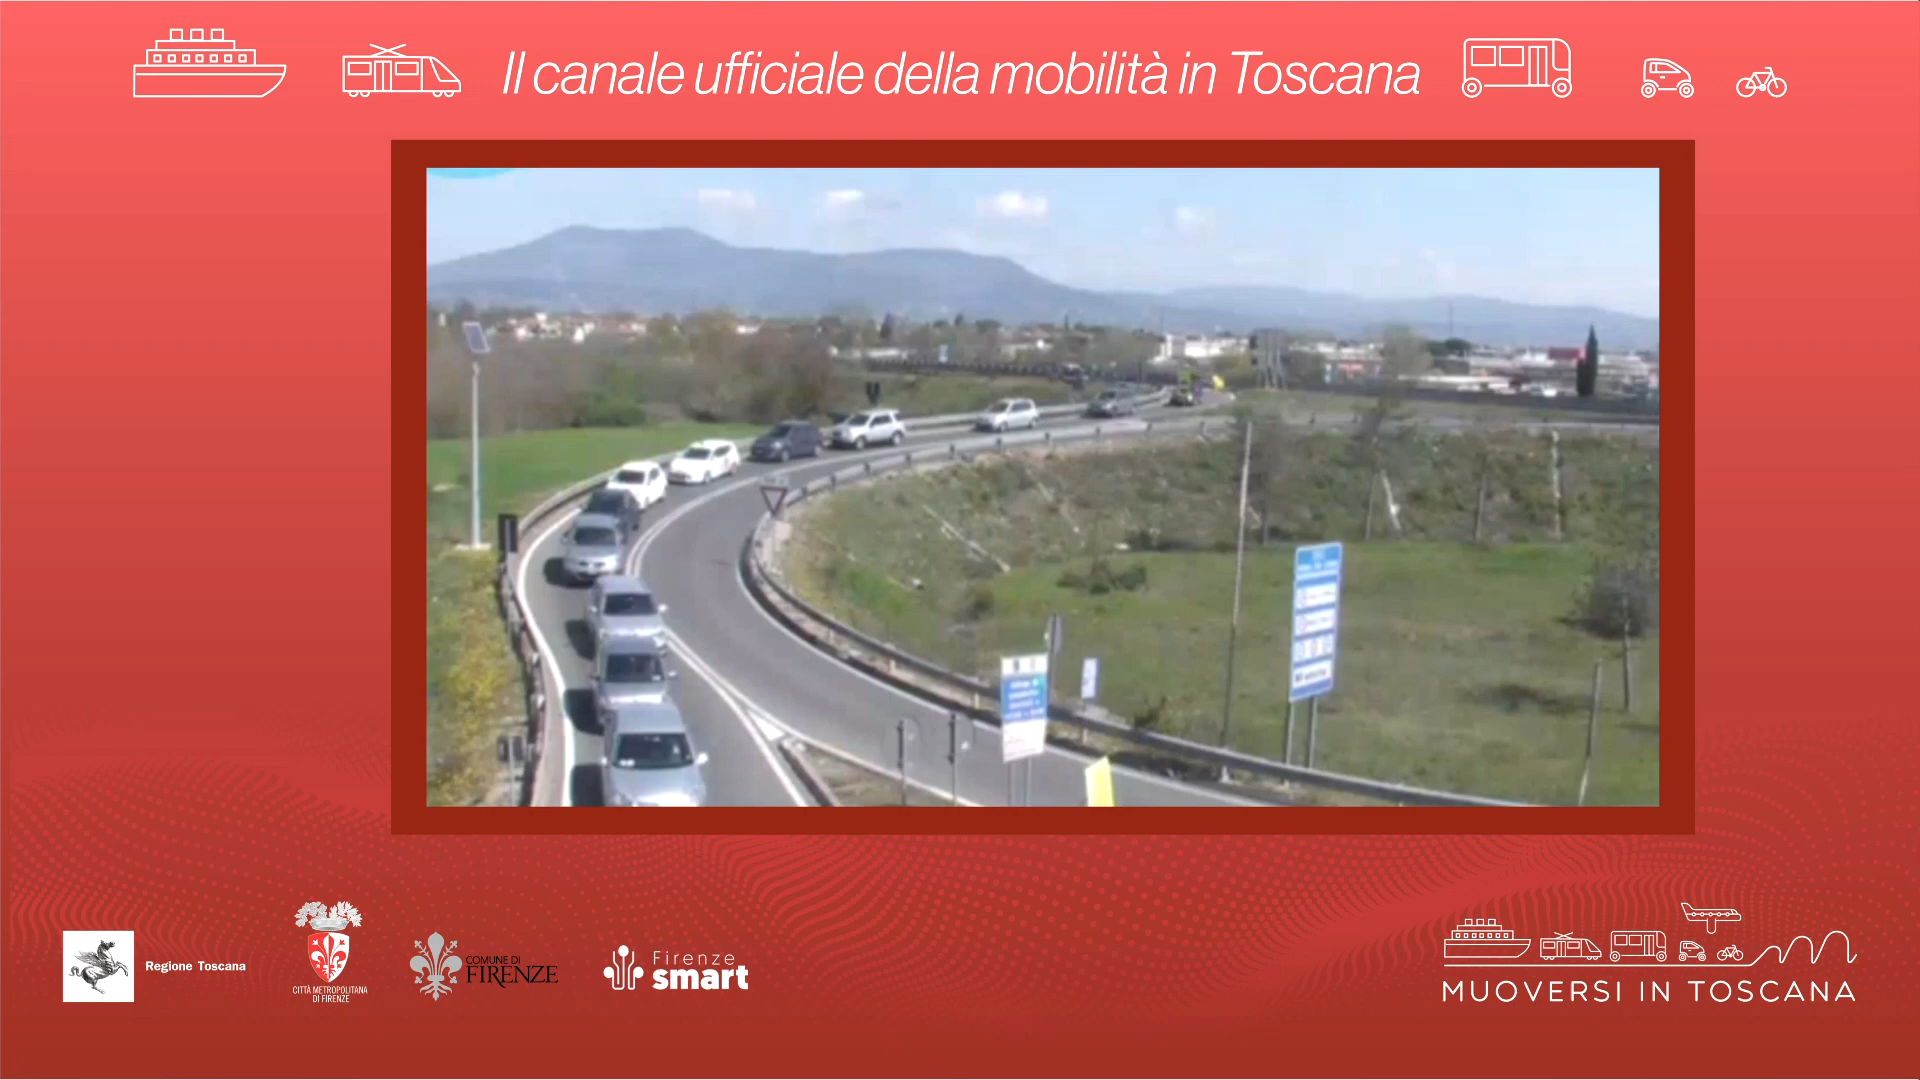 Il canale ufficiale della mobilità in Toscana
Regione Toscana
CITTÀ METROPOLITANA
DI FIRENZE
COMUNE DI
FIRENZE
Firenze
smart
MUOVERSI IN TOSCANA